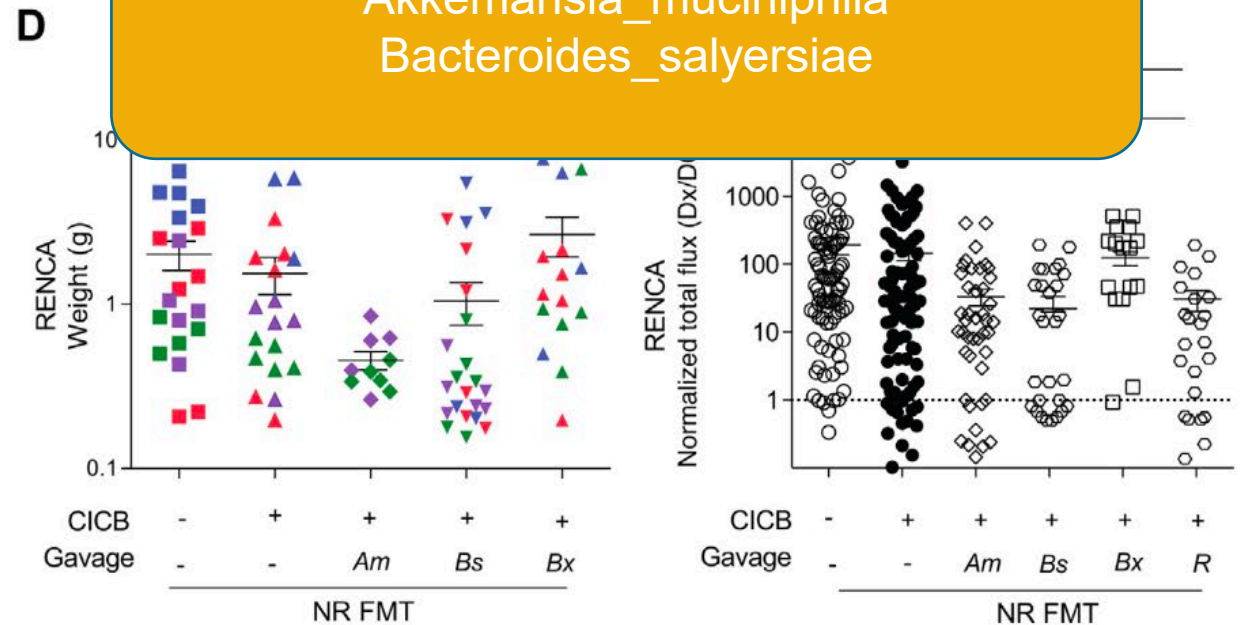 D
Akkemansia_muciniphila
Bacteroides_salyersiae
10
1
0.1
RENCA
Weight (g)
CICB - + + + +
Gavage - - Am Bs Bx
NR FMT
1000
100
10
1
RENCA
Normalized total flux (Dx/D
CICB - + + + + +
Gavage - - Am Bs Bx R
NR FMT